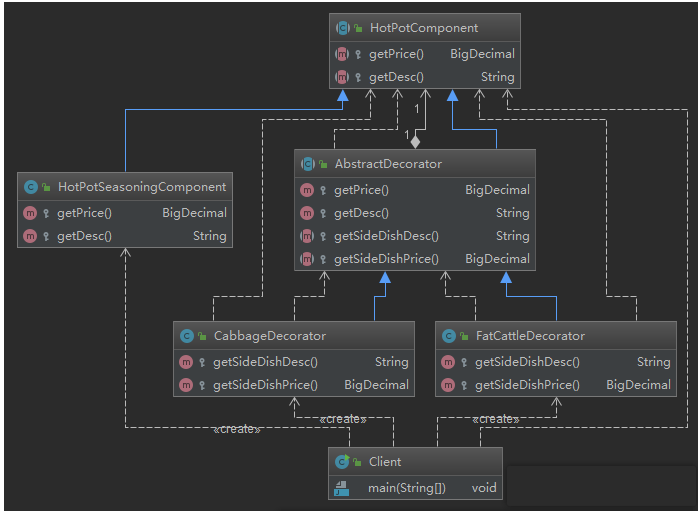 HotPotComponent
getPrice() BigDecimal
getDesc() String
1
1
AbstractDecorator
getPrice() BigDecimal
getDesc() String
getSideDishDesc() String
getSideDishPrice() BigDecimal
HotPotSeasoningComponent
getPrice() BigDecimal
getDesc() String
CabbageDecorator
getSideDishDesc() String
getSideDishPrice() BigDecimal
FatCattleDecorator
getSideDishDesc() String
getSideDishPrice() BigDecimal
«create»
«create»
«create»
Client
main(String[]) void